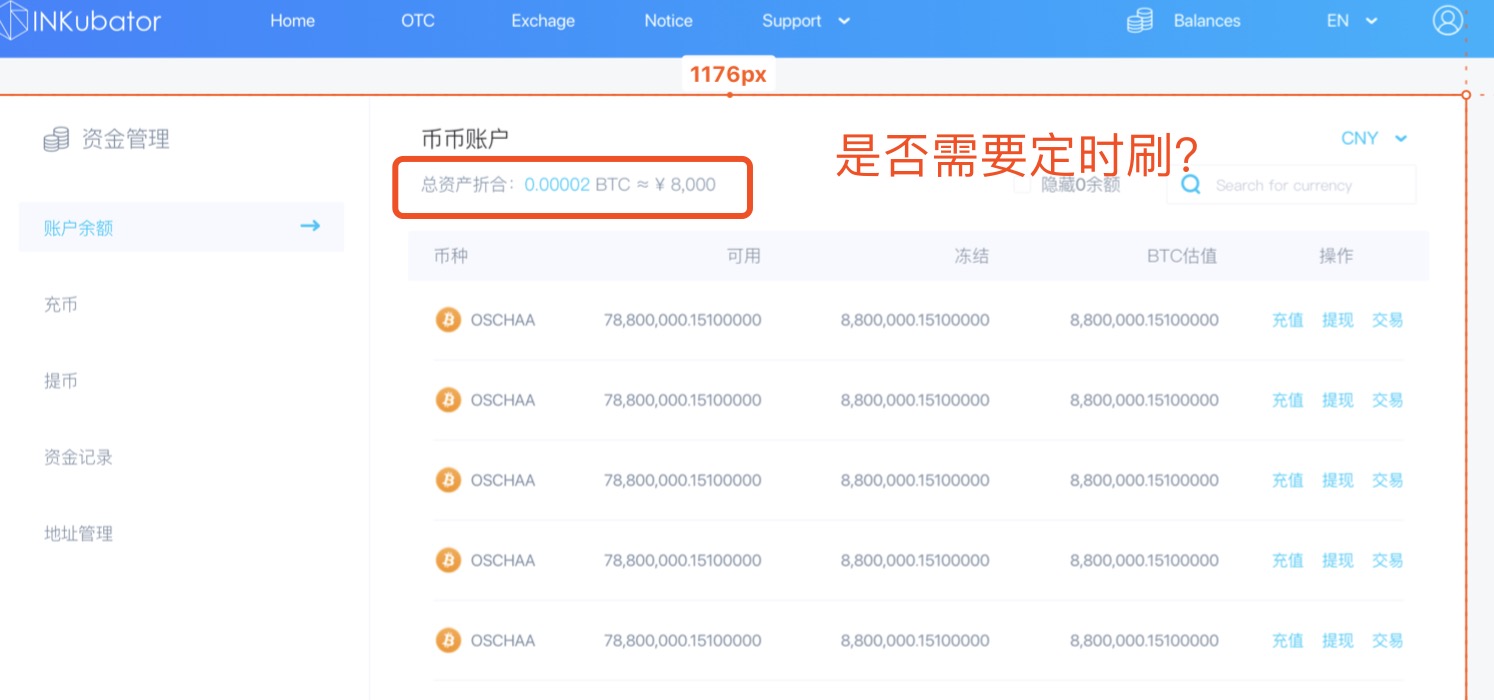 INKubator Home OTC Exchage Notice Support Balances EN
1176px
资金管理
币币账户
是否需要定时刷？
CNY
总资产折合：0.00002 BTC ≈ ¥ 8,000
隐藏0余额
Search for currency
账户余额
充币
提币
资金记录
地址管理
币种 可用 冻结 BTC估值 操作
OSCHAA 78,800,000.15100000 8,800,000.15100000 8,800,000.15100000 充值 提现 交易
OSCHAA 78,800,000.15100000 8,800,000.15100000 8,800,000.15100000 充值 提现 交易
OSCHAA 78,800,000.15100000 8,800,000.15100000 8,800,000.15100000 充值 提现 交易
OSCHAA 78,800,000.15100000 8,800,000.15100000 8,800,000.15100000 充值 提现 交易
OSCHAA 78,800,000.15100000 8,800,000.15100000 8,800,000.15100000 充值 提现 交易